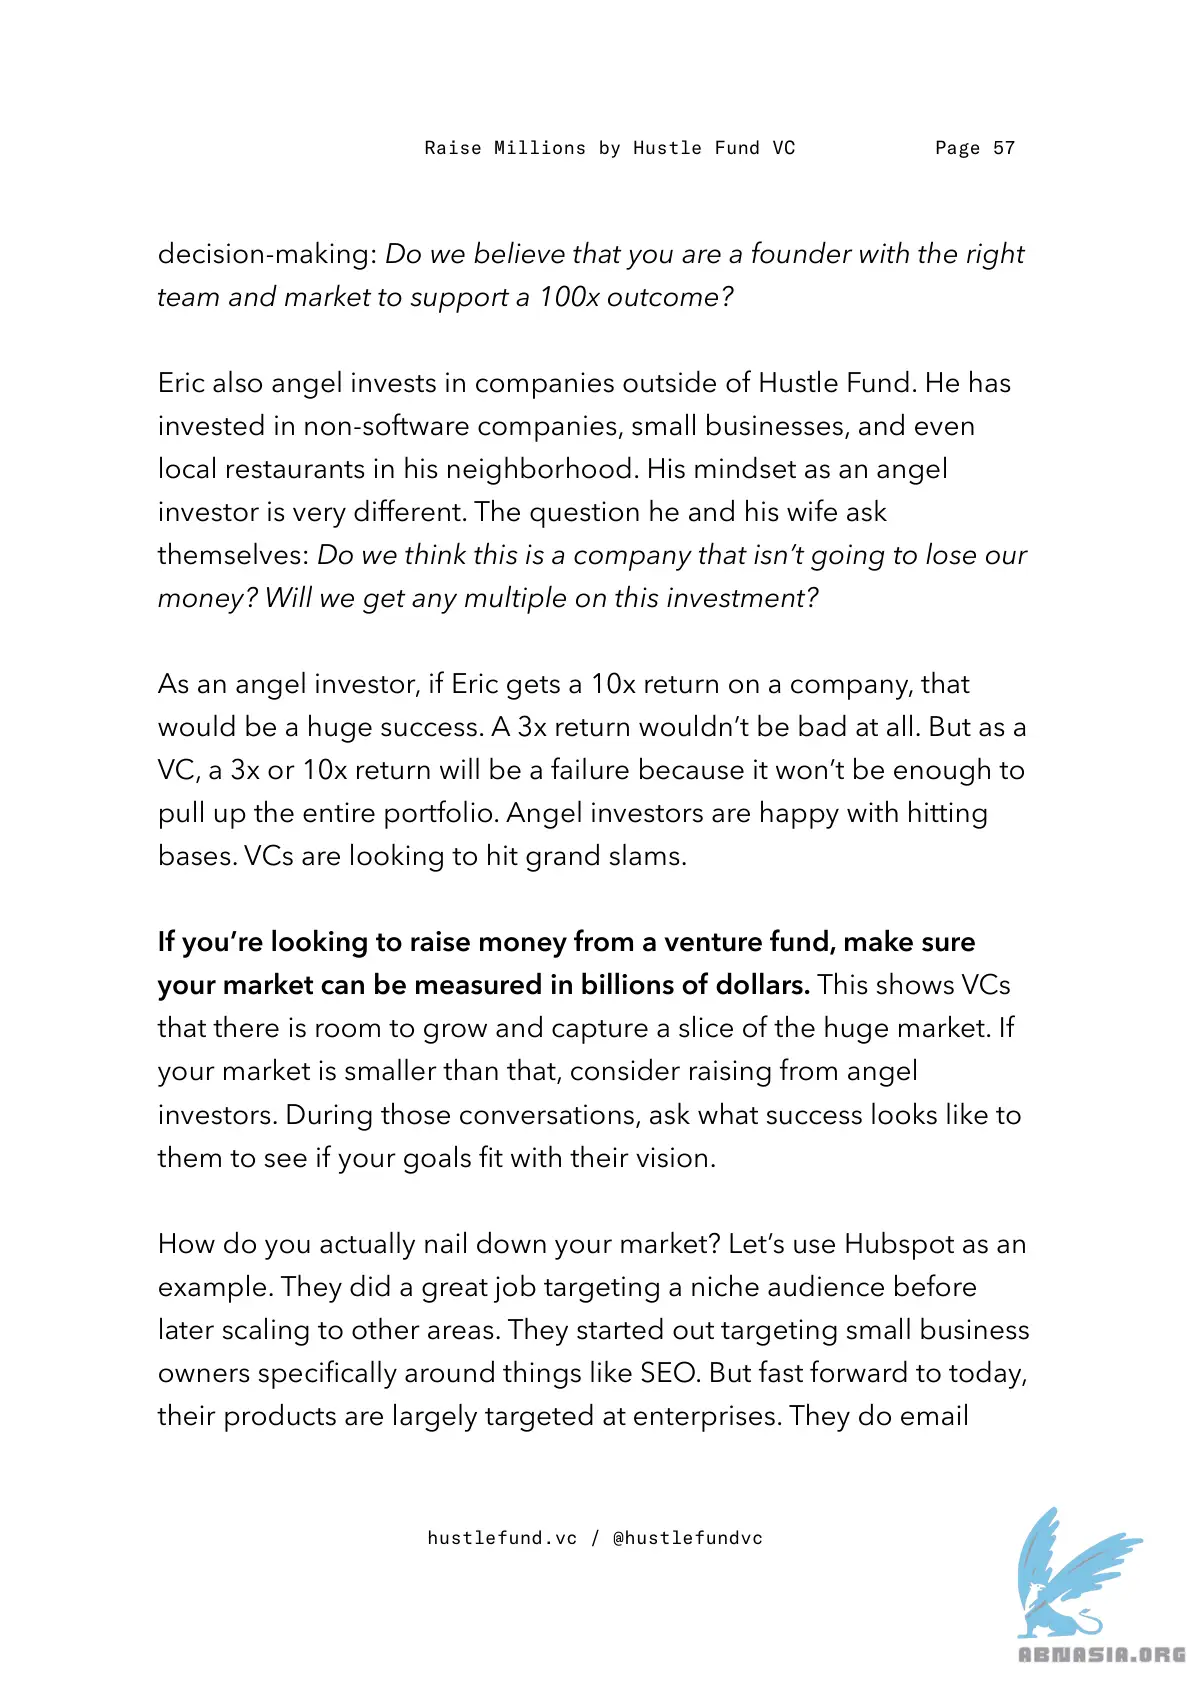 Raise Millions by Hustle Fund VC Page 57
decision-making: Do we believe that you are a founder with the right
team and market to support a 100x outcome?
Eric also angel invests in companies outside of Hustle Fund. He has
invested in non-software companies, small businesses, and even
local restaurants in his neighborhood. His mindset as an angel
investor is very different. The question he and his wife ask
themselves: Do we think this is a company that isn’t going to lose our
money? Will we get any multiple on this investment?
As an angel investor, if Eric gets a 10x return on a company, that
would be a huge success. A 3x return wouldn’t be bad at all. But as a
VC, a 3x or 10x return will be a failure because it won’t be enough to
pull up the entire portfolio. Angel investors are happy with hitting
bases. VCs are looking to hit grand slams.
If you’re looking to raise money from a venture fund, make sure
your market can be measured in billions of dollars. This shows VCs
that there is room to grow and capture a slice of the huge market. If
your market is smaller than that, consider raising from angel
investors. During those conversations, ask what success looks like to
them to see if your goals fit with their vision.
How do you actually nail down your market? Let’s use Hubspot as an
example. They did a great job targeting a niche audience before
later scaling to other areas. They started out targeting small business
owners specifically around things like SEO. But fast forward to today,
their products are largely targeted at enterprises. They do email
hustlefund.vc / @hustlefundvc
ABNASIA.ORG